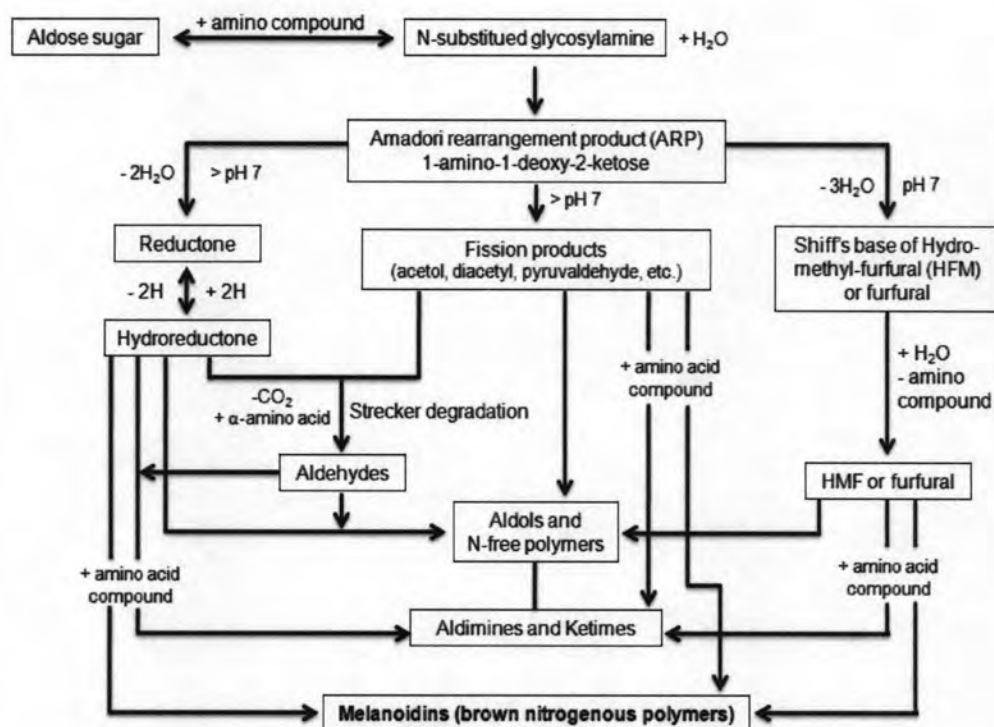 + amino compound
Aldose sugar
N-substitued glycosylamine
+ H₂O
Amadori rearrangement product (ARP)
1-amino-1-deoxy-2-ketose
- 2H₂O
> pH 7
> pH 7
- 3H₂O
pH 7
Reductone
Fission products
(acetol, diacetyl, pyruvaldehyde, etc.)
Shiff's base of Hydro-
methyl-furfural (HFM)
or furfural
- 2H
+ 2H
Hydroreductone
+ amino acid
compound
+ H₂O
- amino
compound
-CO₂
+ α-amino acid
Strecker degradation
Aldehydes
HMF or furfural
Aldols and
N-free polymers
+ amino acid
compound
+ amino acid
compound
Aldimines and Ketimes
Melanoidins (brown nitrogenous polymers)